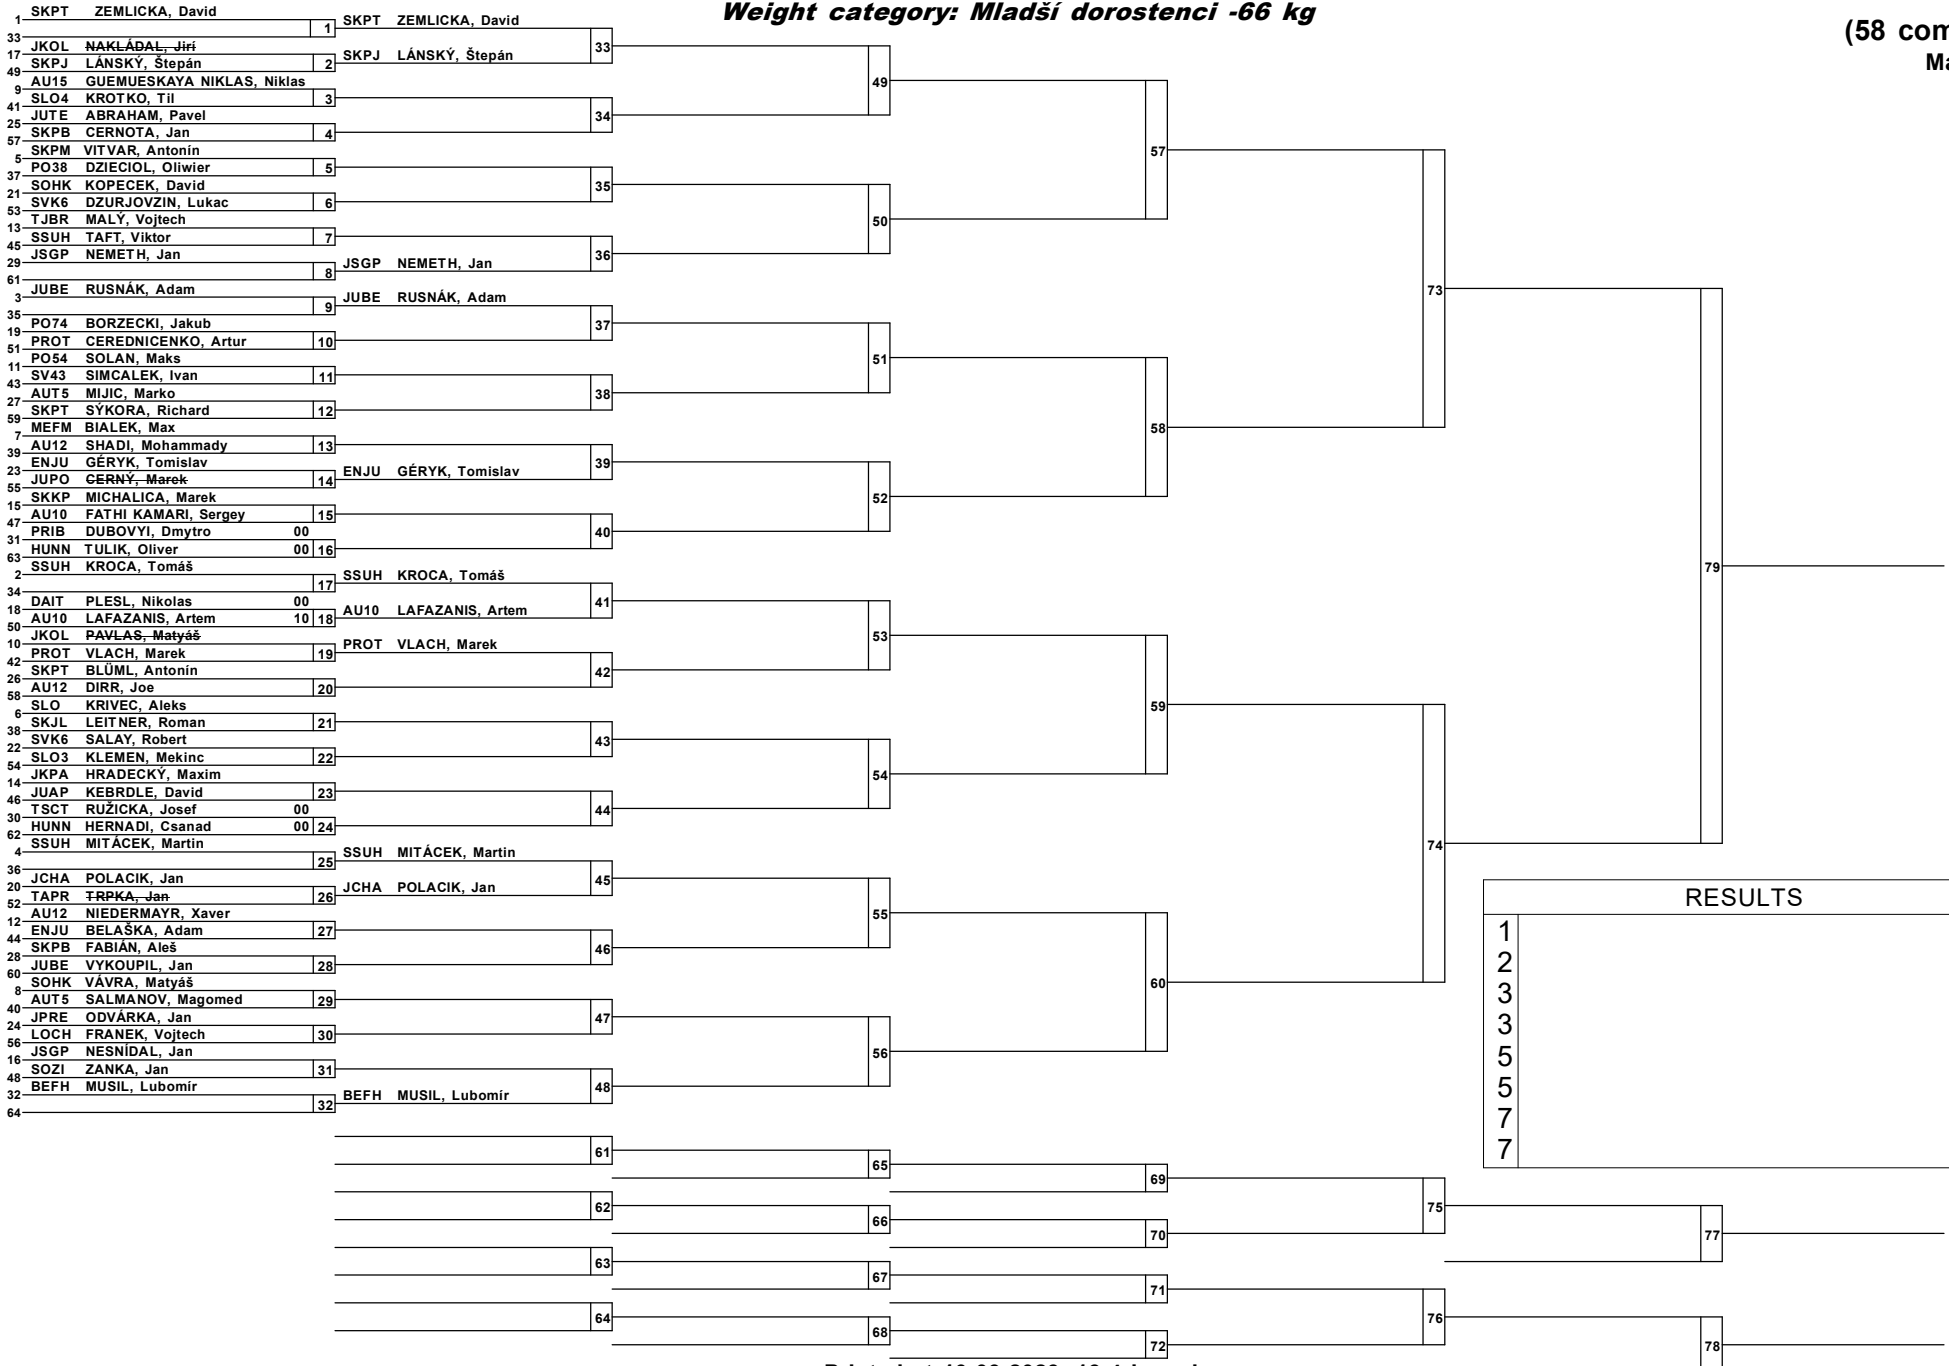 Weight category: Mladší dorostenci -66 kg
(58 com
Ma
1 SKPT ZEMLICKA, David
33 1
17 JKOL NAKLÁDAL, Jirí
49 SKPJ LÁNSKÝ, Štepán 2
9 AU15 GUEMUESKAYA NIKLAS, Niklas
41 SLO4 KROTKO, Til 3
25 JUTE ABRAHAM, Pavel
57 SKPB CERNOTA, Jan 4
5 SKPM VITVAR, Antonín
37 PO38 DZIECIOL, Oliwier 5
21 SOHK KOPECEK, David
53 SVK6 DZURJOVZIN, Lukac 6
13 TJBR MALÝ, Vojtech
45 SSUH TAFT, Viktor 7
29 JSGP NEMETH, Jan
61 8
3 JUBE RUSNÁK, Adam
35 9
19 PO74 BORZECKI, Jakub
51 PROT CEREDNICENKO, Artur 10
11 PO54 SOLAN, Maks
43 SV43 SIMCALEK, Ivan 11
27 AUT5 MIJIC, Marko
59 SKPT SÝKORA, Richard 12
7 MEFM BIALEK, Max
39 AU12 SHADI, Mohammady 13
23 ENJU GÉRYK, Tomislav
55 JUPO CERNÝ, Marek 14
15 SKKP MICHALICA, Marek
47 AU10 FATHI KAMARI, Sergey 15
31 PRIB DUBOVYI, Dmytro 00
63 HUNN TULIK, Oliver 00 16
2 SSUH KROCA, Tomáš
34 17
18 DAIT PLESL, Nikolas 00
50 AU10 LAFAZANIS, Artem 10 18
10 JKOL PAVLAS, Matyáš
42 PROT VLACH, Marek 19
26 SKPT BLÜML, Antonín
58 AU12 DIRR, Joe 20
6 SLO KRIVEC, Aleks
38 SKJL LEITNER, Roman 21
22 SVK6 SALAY, Robert
54 SLO3 KLEMEN, Mekinc 22
14 JKPA HRADECKÝ, Maxim
46 JUAP KEBRDLE, David 23
30 TSCT RUŽICKA, Josef 00
62 HUNN HERNADI, Csanad 00 24
4 SSUH MITÁCEK, Martin
36 25
20 JCHA POLACIK, Jan
52 TAPR TRPKA, Jan 26
12 AU12 NIEDERMAYR, Xaver
44 ENJU BELAŠKA, Adam 27
28 SKPB FABIÁN, Aleš
60 JUBE VYKOUPIL, Jan 28
8 SOHK VÁVRA, Matyáš
40 AUT5 SALMANOV, Magomed 29
24 JPRE ODVÁRKA, Jan
56 LOCH FRANEK, Vojtech 30
16 JSGP NESNÍDAL, Jan
48 SOZI ZANKA, Jan 31
32 BEFH MUSIL, Lubomír
64 32
SKPT ZEMLICKA, David
33
SKPJ LÁNSKÝ, Štepán
34
35
36
JSGP NEMETH, Jan
JUBE RUSNÁK, Adam
37
38
39
ENJU GÉRYK, Tomislav
40
SSUH KROCA, Tomáš
41
AU10 LAFAZANIS, Artem
PROT VLACH, Marek
42
43
44
SSUH MITÁCEK, Martin
45
JCHA POLACIK, Jan
46
47
48
BEFH MUSIL, Lubomír
49
50
51
52
53
54
55
56
57
58
59
60
73
74
79
RESULTS
1
2
3
3
5
5
7
7
61
62
63
64
65
66
67
68
69
70
71
72
75
76
77
78